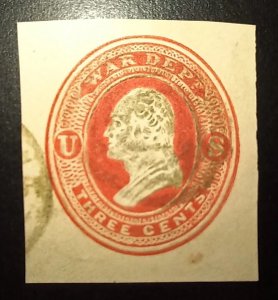 WAR DEPT.
U S
THREE CENTS